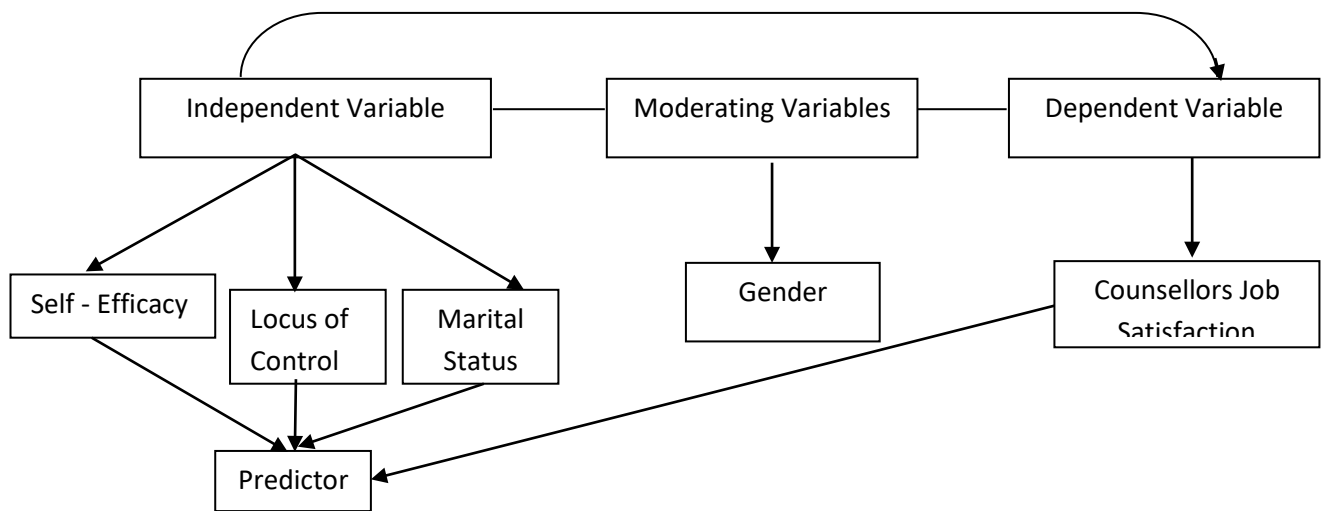 Independent Variable
Moderating Variables
Dependent Variable
Self - Efficacy
Locus of
Control
Marital
Status
Gender
Counsellors Job
Satisfaction
Predictor